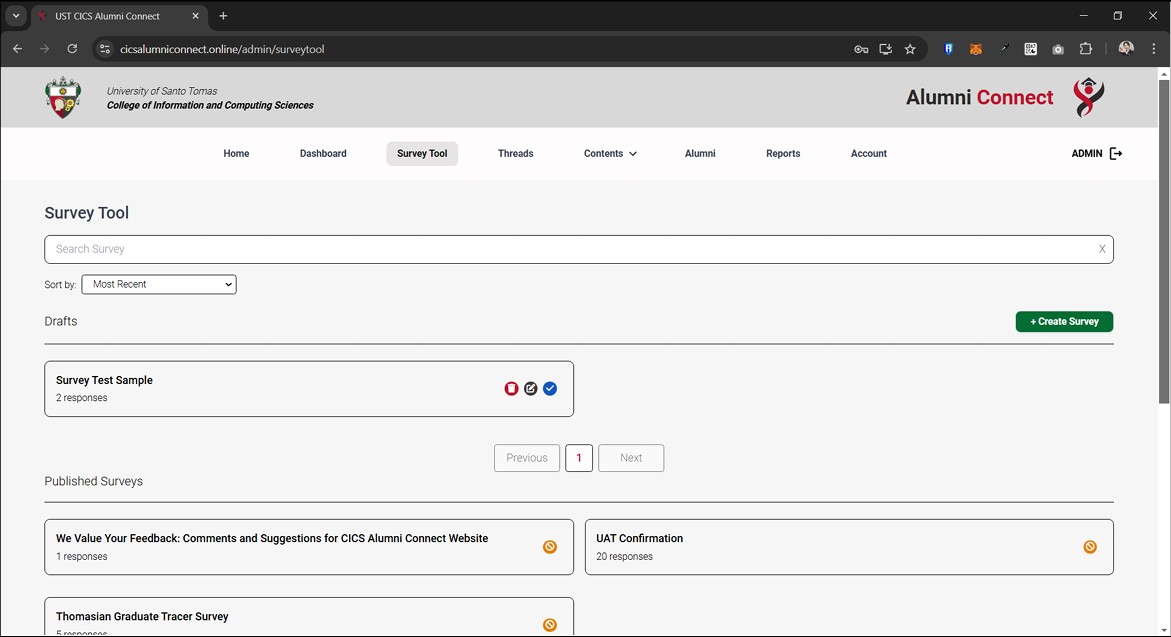 UST CICS Alumni Connect
cicsalumniconnect.online/admin/surveytool
University of Santo Tomas
College of Information and Computing Sciences
Alumni Connect
Home Dashboard Survey Tool Threads Contents Alumni Reports Account ADMIN
Survey Tool
Search Survey X
Sort by: Most Recent
Drafts + Create Survey
Survey Test Sample
2 responses
Previous 1 Next
Published Surveys
We Value Your Feedback: Comments and Suggestions for CICS Alumni Connect Website
1 responses
UAT Confirmation
20 responses
Thomasian Graduate Tracer Survey
5 responses